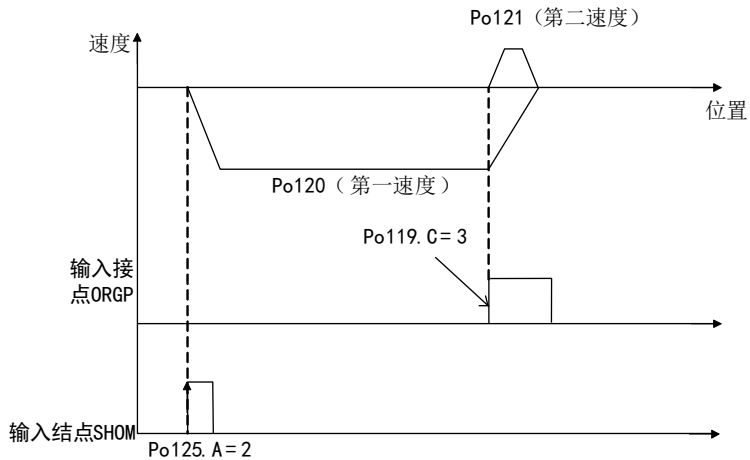 Po121（第二速度）
速度
位置
Po120（第一速度）
Po119.C=3
输入接
点ORGP
输入结点SHOM
Po125.A=2